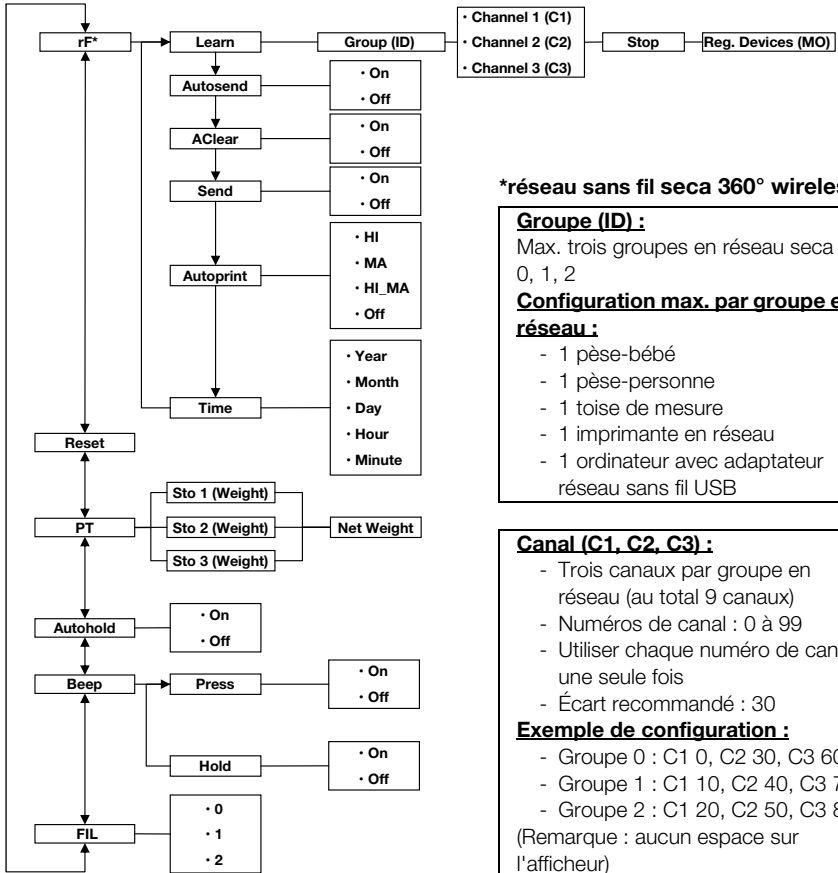 rF*
Learn
Group (ID)
• Channel 1 (C1)
• Channel 2 (C2)
• Channel 3 (C3)
Stop
Reg. Devices (MO)
Autosend
• On
• Off
AClear
• On
• Off
Send
• On
• Off
Autoprint
• HI
• MA
• HI_MA
• Off
Time
• Year
• Month
• Day
• Hour
• Minute
Reset
PT
Sto 1 (Weight)
Sto 2 (Weight)
Sto 3 (Weight)
Net Weight
Autohold
• On
• Off
Beep
Press
• On
• Off
Hold
• On
• Off
FIL
• 0
• 1
• 2
*réseau sans fil seca 360°
Groupe (ID) :
Max. trois groupes en réseau seca
0, 1, 2
Configuration max. par groupe
réseau :
- 1 pèse-bébé
- 1 pèse-personne
- 1 toise de mesure
- 1 imprimante en réseau
- 1 ordinateur avec adaptateur
réseau sans fil USB
Canal (C1, C2, C3) :
- Trois canaux par groupe en
réseau (au total 9 canaux)
- Numéros de canal : 0 à 99
- Utiliser chaque numéro de
une seule fois
- Écart recommandé : 30
Exemple de configuration :
- Groupe 0 : C1 0, C2 30, C3 60
- Groupe 1 : C1 10, C2 40, C3
- Groupe 2 : C1 20, C2 50, C3
(Remarque : aucun espace sur
l'afficheur)